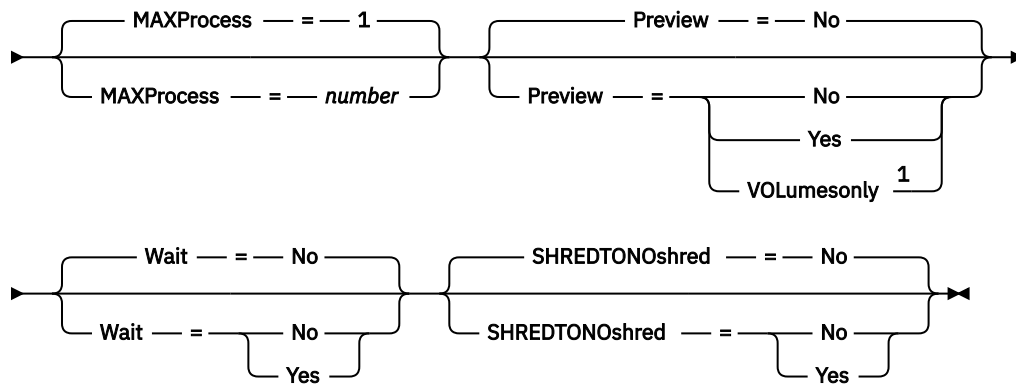 MAXProcess = 1
MAXProcess = number
Preview = No
Preview = No
Yes
VOLumesonly 1
Wait = No
Wait = No
Yes
SHREDTONOshred = No
SHREDTONOshred = No
Yes